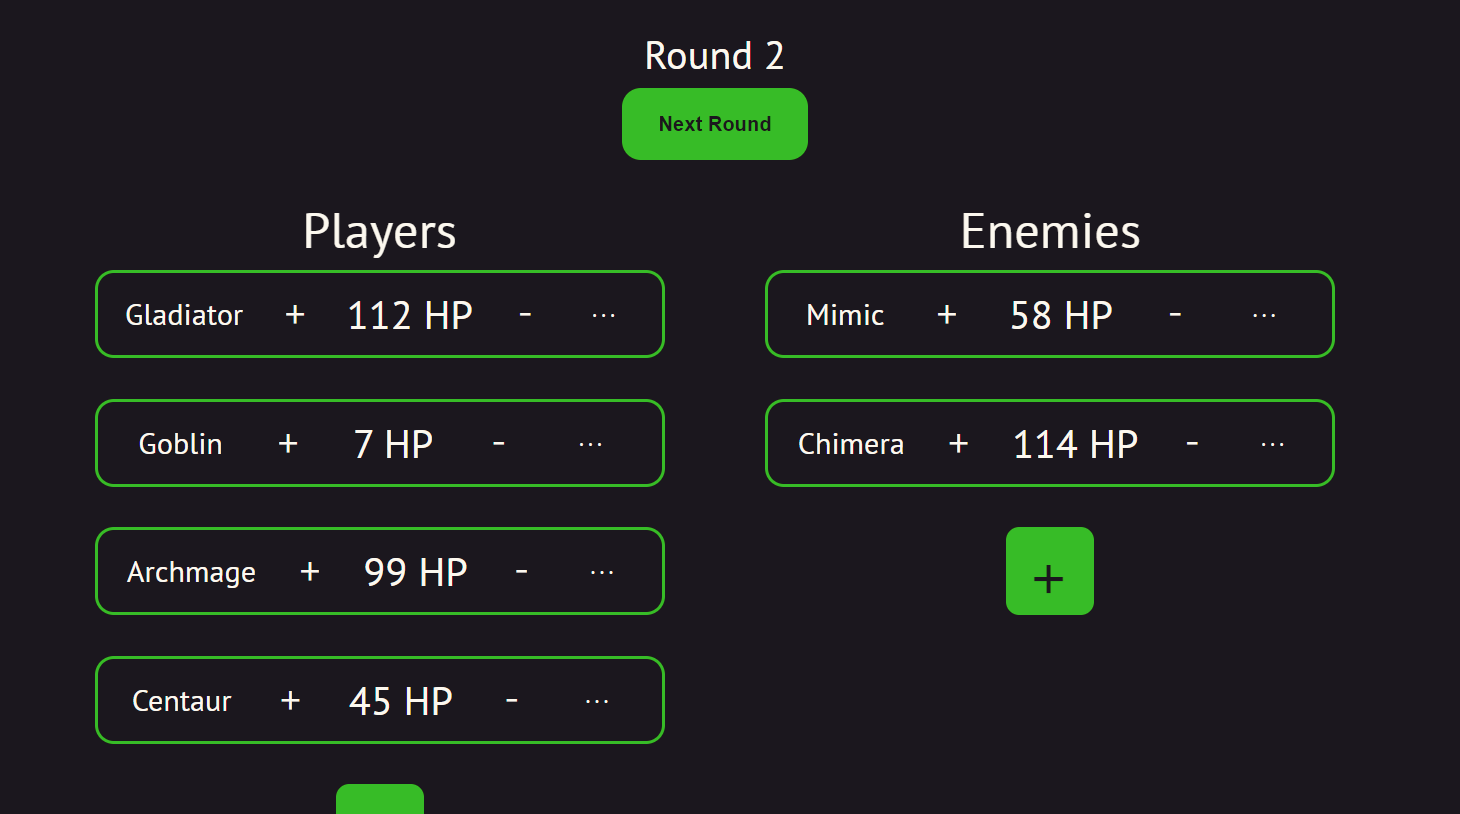 Round 2
Next Round
Players
Gladiator + 112 HP - ...
Goblin + 7 HP - ...
Archmage + 99 HP - ...
Centaur + 45 HP - ...
Enemies
Mimic + 58 HP - ...
Chimera + 114 HP - ...
+